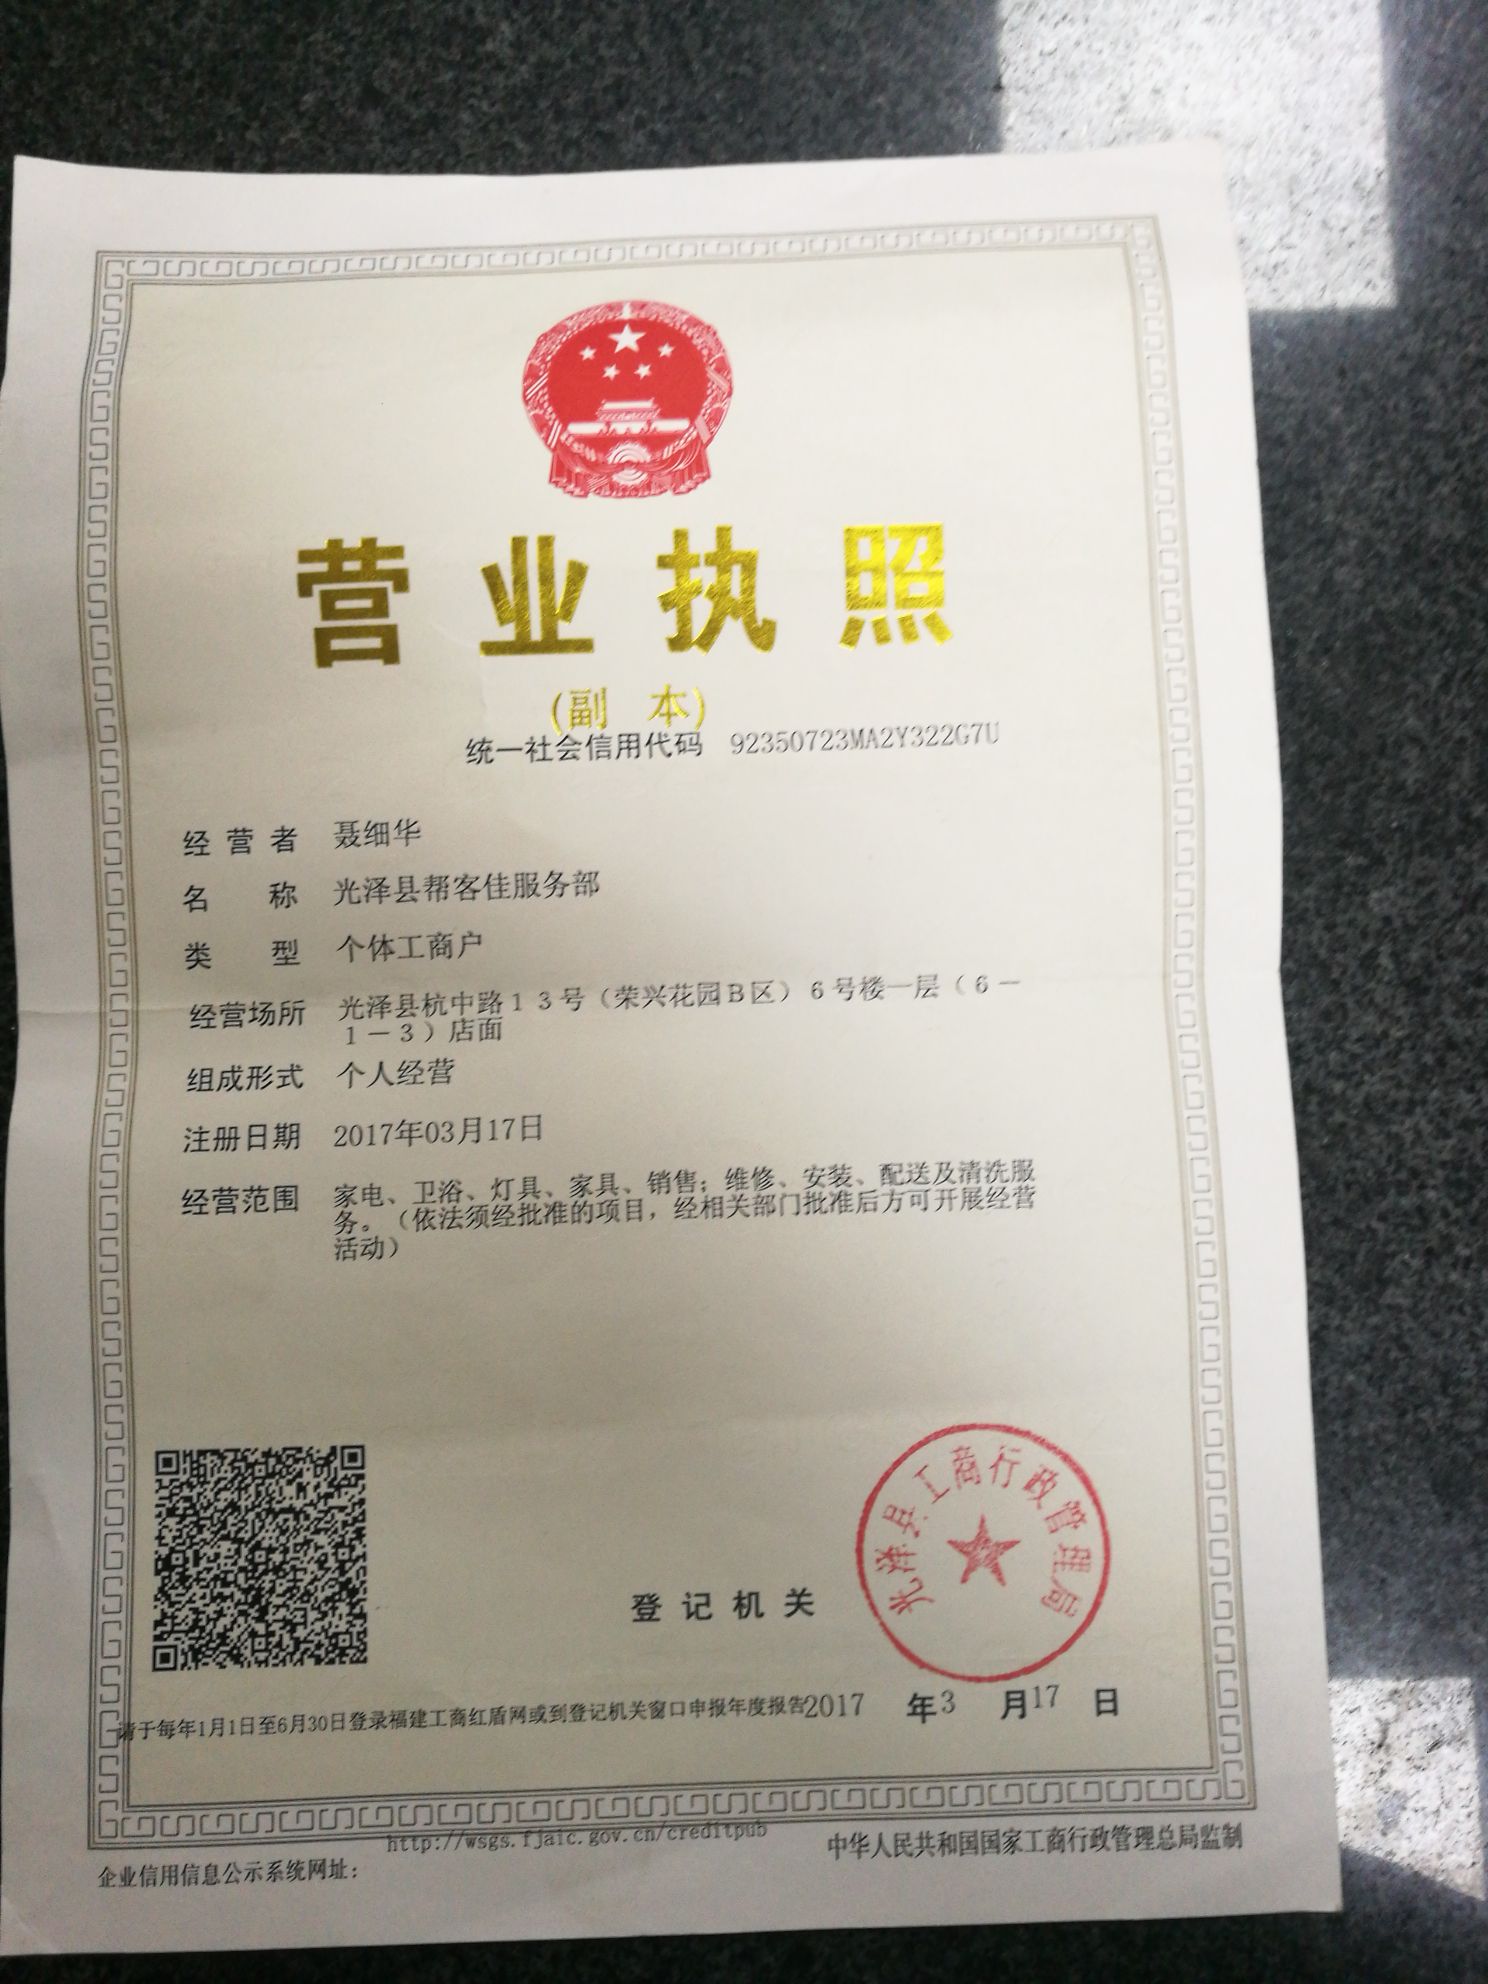 营业执照
(副 本)
统一社会信用代码 92350723MA2Y322G7U
经营者 聂细华
名 称 光泽县帮客佳服务部
类 型 个体工商户
经营场所 光泽县杭中路13号（荣兴花园B区）6号楼一层（6－
1－3）店面
组成形式 个人经营
注册日期 2017年03月17日
经营范围 家电、卫浴、灯具、家具、销售；维修、安装、配送及清洗服
务。（依法须经批准的项目，经相关部门批准后方可开展经营
活动）
光泽县工商行政管理局
登记机关
请于每年1月1日至6月30日登录福建工商红盾网或到登记机关窗口申报年度报告2017 年3 月17 日
http://wsgs.fjaic.gov.cn/creditpub
企业信用信息公示系统网址：
中华人民共和国国家工商行政管理总局监制